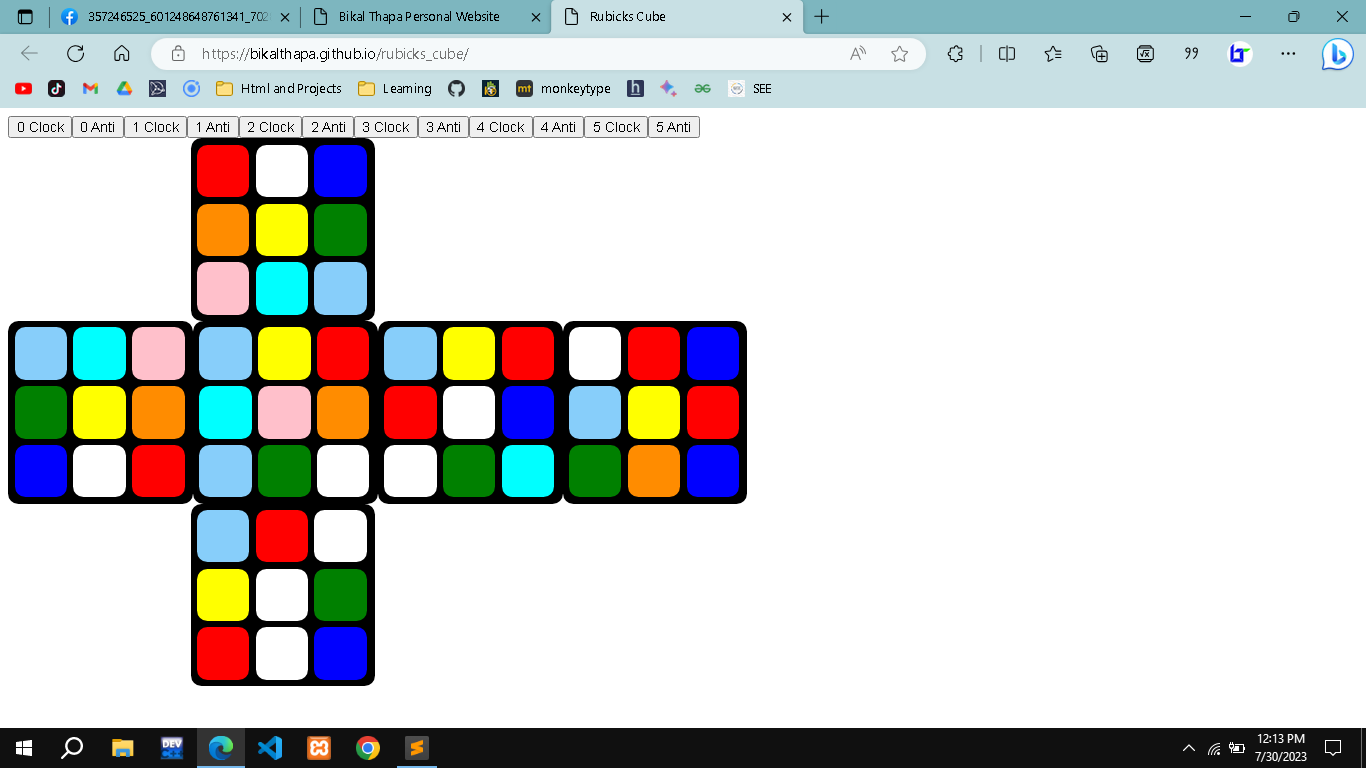 357246525_601248648761341_702
Bikal Thapa Personal Website
Rubicks Cube
https://bikalthapa.github.io/rubicks_cube/
Html and Projects
Learning
mt monkeytype
SEE
0 Clock 0 Anti 1 Clock 1 Anti 2 Clock 2 Anti 3 Clock 3 Anti 4 Clock 4 Anti 5 Clock 5 Anti
DEV
12:13 PM
7/30/2023